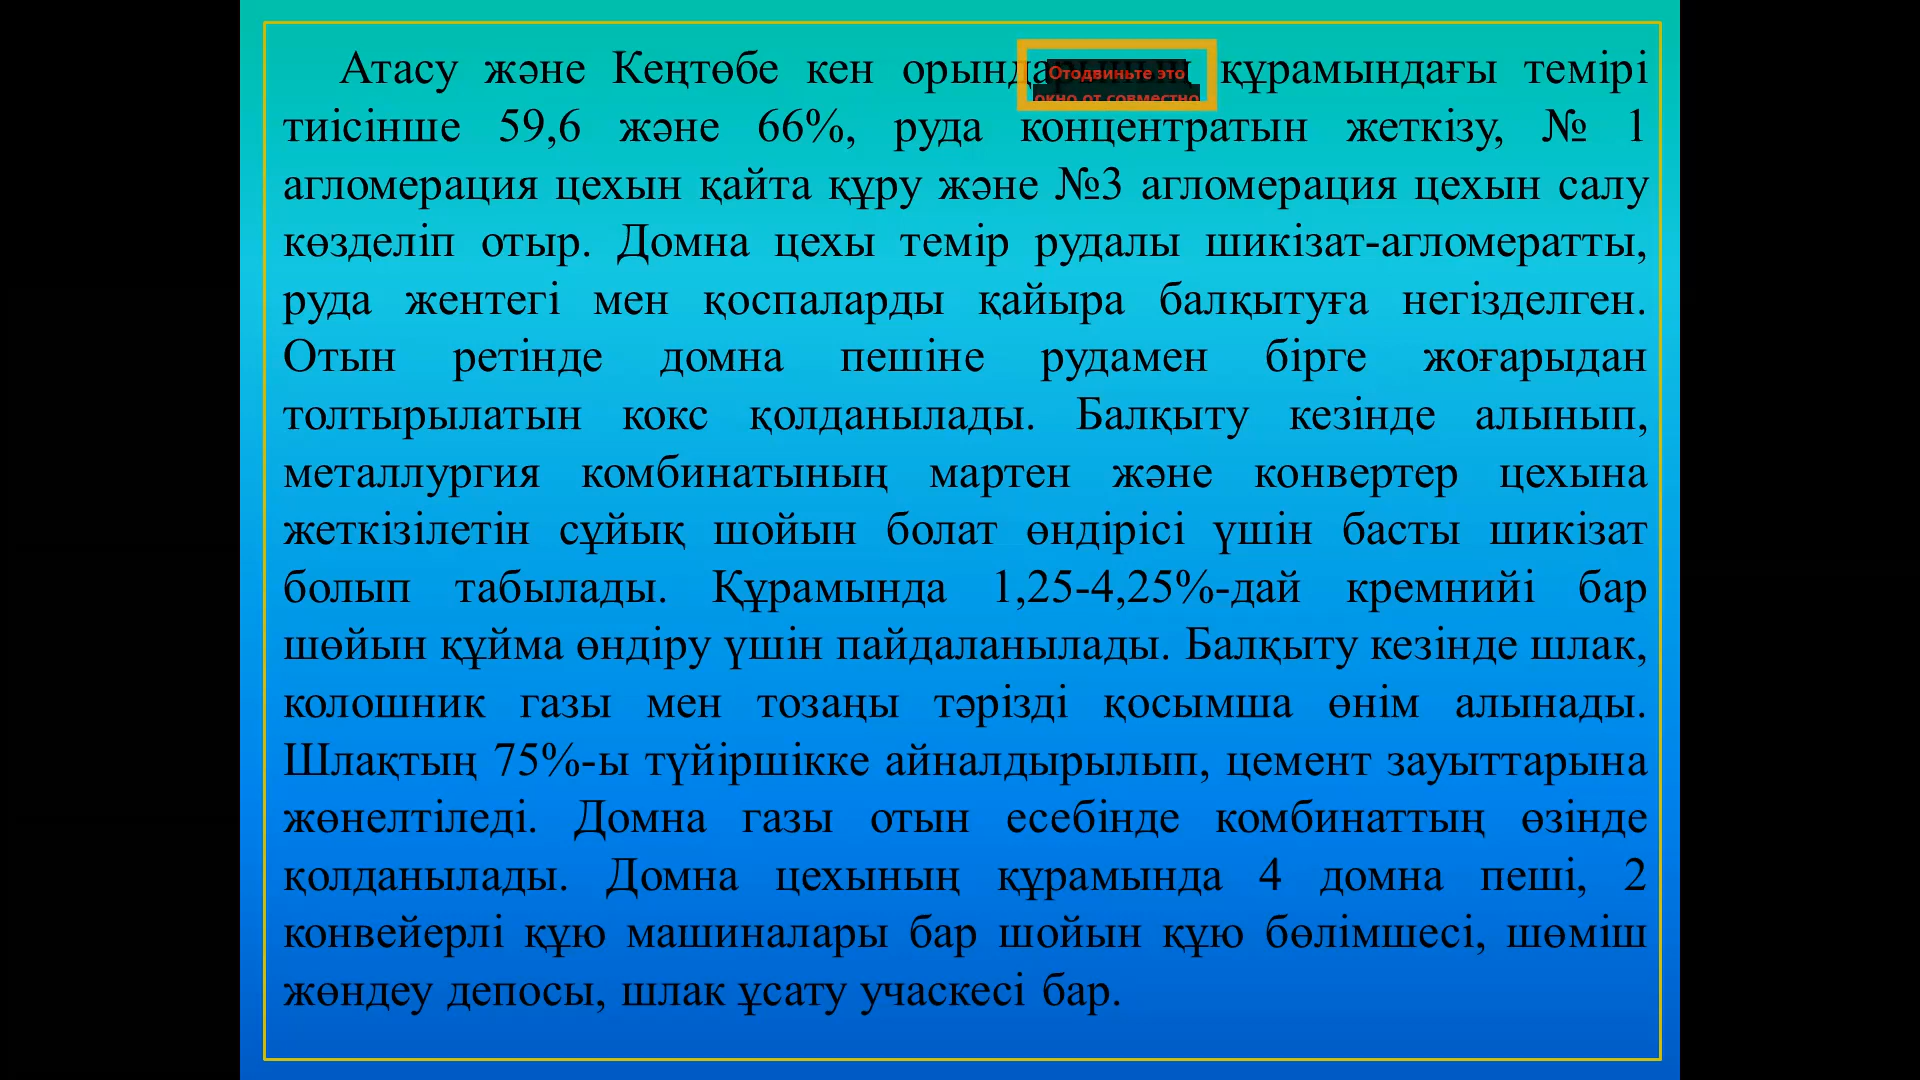 Атасу және Кеңтөбе кен құрамындағы темірі
Отодвиньте это
окно от совместно
тиісінше 59,6 және 66%, руда концентратын жеткізу, № 1
агломерация цехын қайта құру және №3 агломерация цехын салу
көзделіп отыр. Домна цехы темір рудалы шикізат-агломератты,
руда жентегі мен қоспаларды қайыра балқытуға негізделген.
Отын ретінде домна пешіне рудамен бірге жоғарыдан
толтырылатын кокс қолданылады. Балқыту кезінде алынып,
металлургия комбинатының мартен және конвертер цехына
жеткізілетін сұйық шойын болат өндірісі үшін басты шикізат
болып табылады. Құрамында 1,25-4,25%-дай кремнийі бар
шөйын құйма өндіру үшін пайдаланылады. Балқыту кезінде шлак,
колошник газы мен тозаңы тәрізді қосымша өнім алынады.
Шлақтың 75%-ы түйіршікке айналдырылып, цемент зауыттарына
жөнелтіледі. Домна газы отын есебінде комбинаттың өзінде
қолданылады. Домна цехының құрамында 4 домна пеші, 2
конвейерлі құю машиналары бар шойын құю бөлімшесі, шөміш
жөндеу депосы, шлак ұсату учаскесі бар.